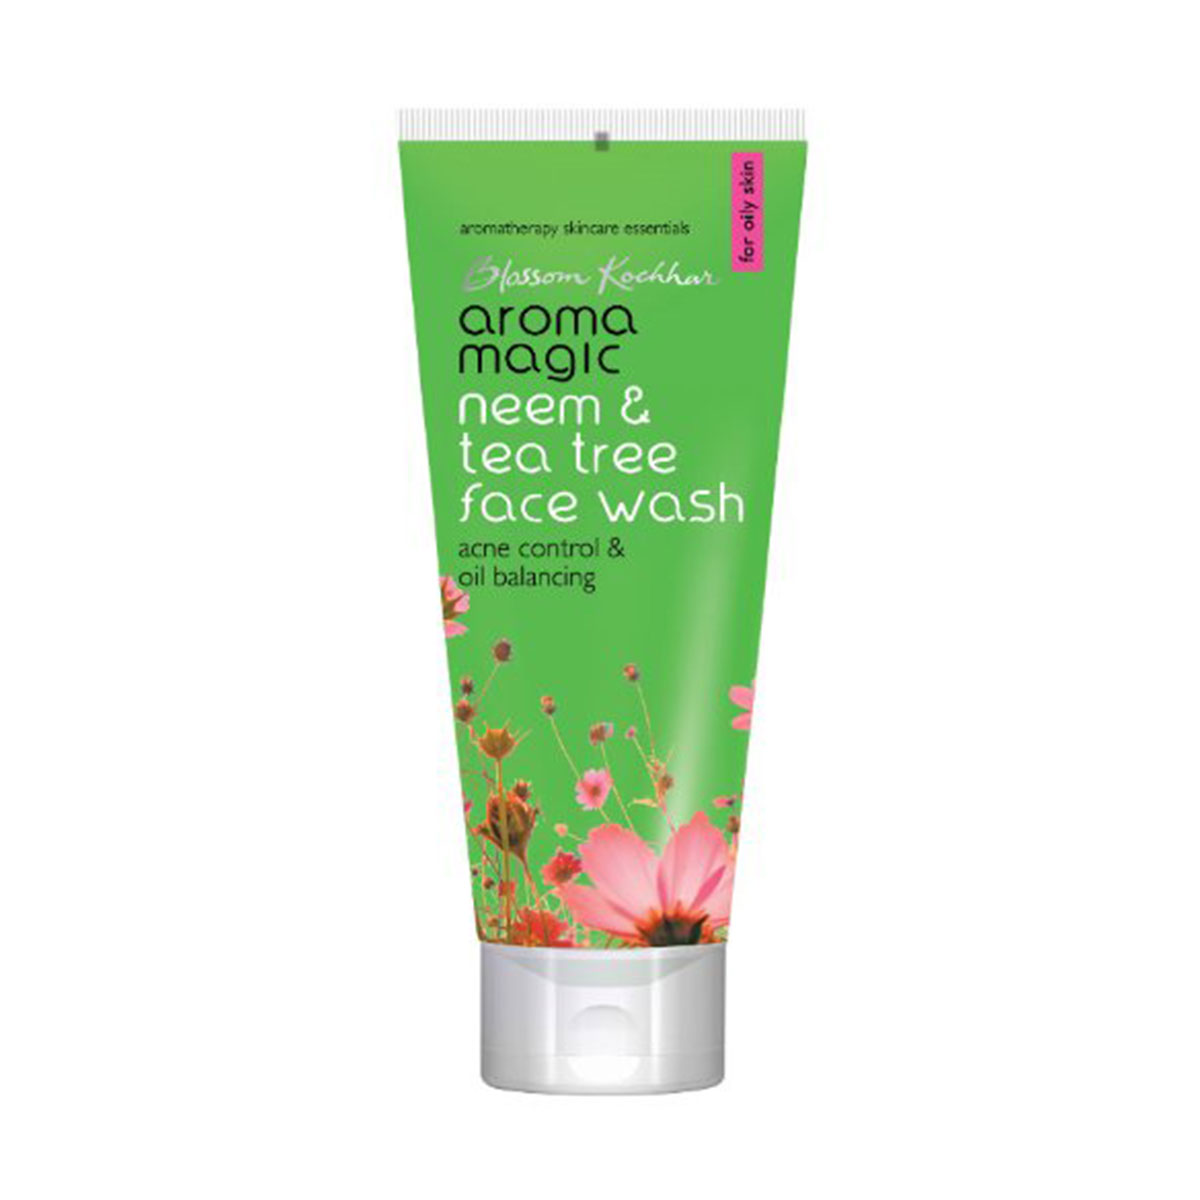 for oily skin
aromatherapy skincare essentials
Blossom Kochhar
aroma
magic
neem &
tea tree
face wash
acne control &
oil balancing